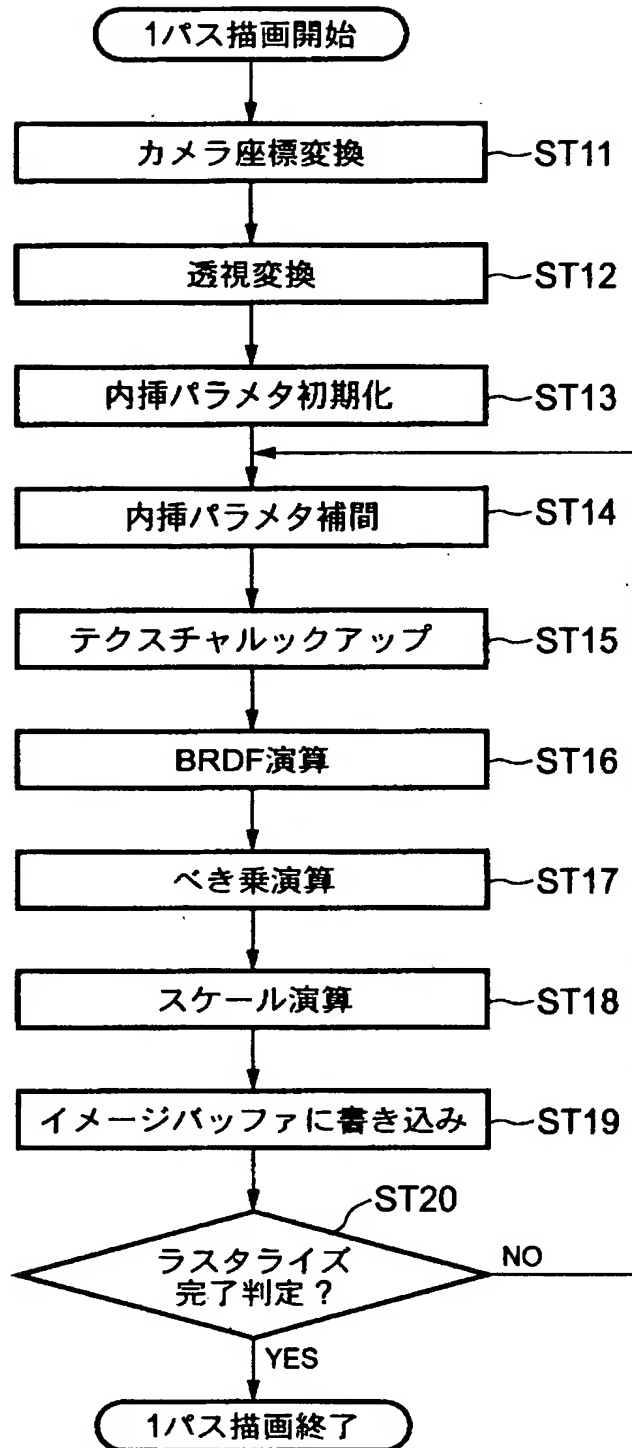 1パス描画開始
カメラ座標変換
ST11
透視変換
ST12
内挿パラメタ初期化
ST13
内挿パラメタ補間
ST14
テクスチャルックアップ
ST15
BRDF演算
ST16
べき乗演算
ST17
スケール演算
ST18
イメージバッファに書き込み
ST19
ST20
ラスタライズ
完了判定?
NO
YES
1パス描画終了